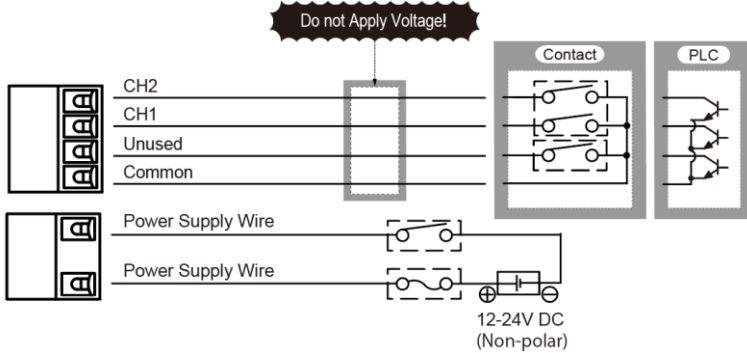 Do not Apply Voltage!
Contact
PLC
CH2
CH1
Unused
Common
Power Supply Wire
Power Supply Wire
12-24V DC
(Non-polar)